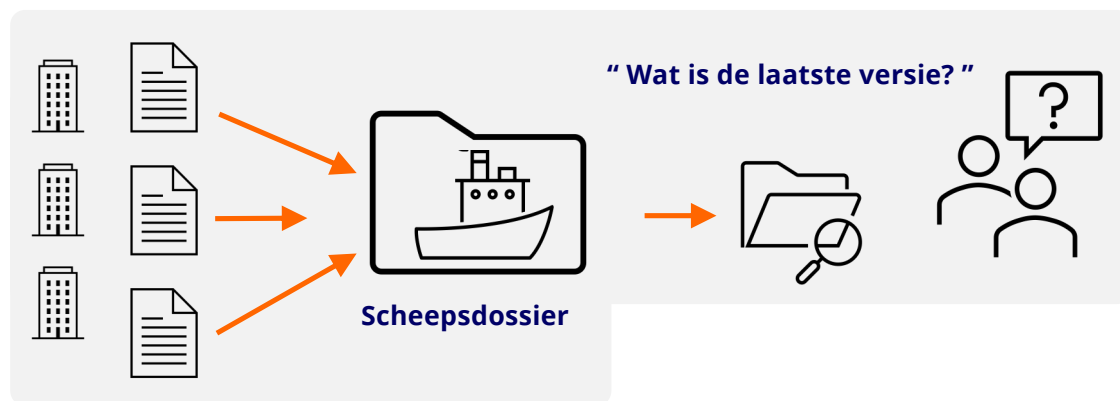 “ Wat is de laatste versie? ”
?
Scheepsdossier